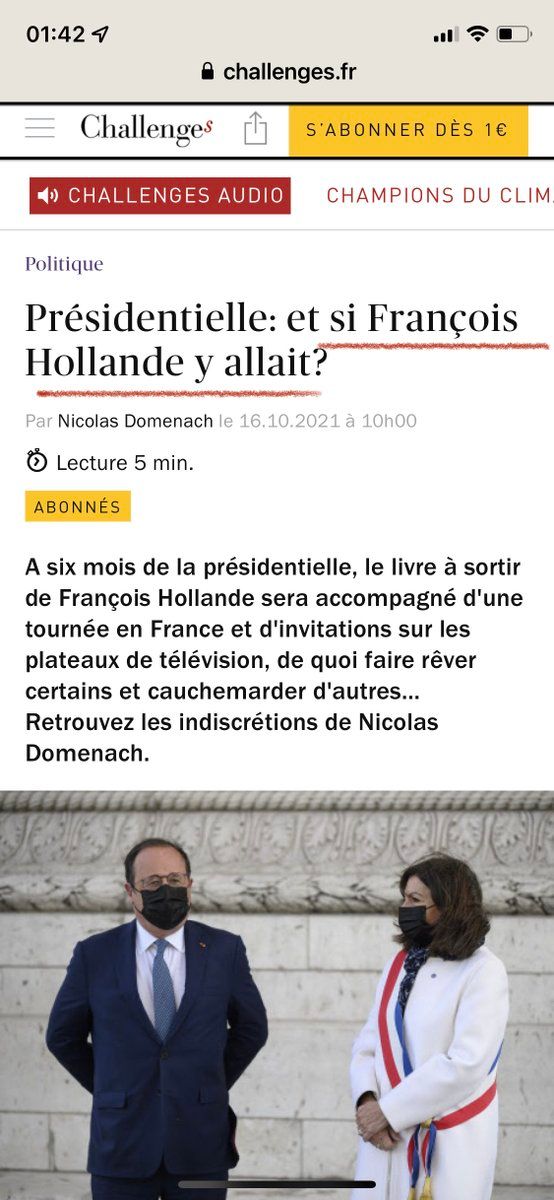 01:42
challenges.fr
Challenges
S'ABONNER DÈS 1€
CHALLENGES AUDIO
CHAMPIONS DU CLIM
Politique
Présidentielle: et si François
Hollande y allait?
Par Nicolas Domenach le 16.10.2021 à 10h00
Lecture 5 min.
ABONNÉS
A six mois de la présidentielle, le livre à sortir
de François Hollande sera accompagné d'une
tournée en France et d'invitations sur les
plateaux de télévision, de quoi faire rêver
certains et cauchemarder d'autres...
Retrouvez les indiscrétions de Nicolas
Domenach.